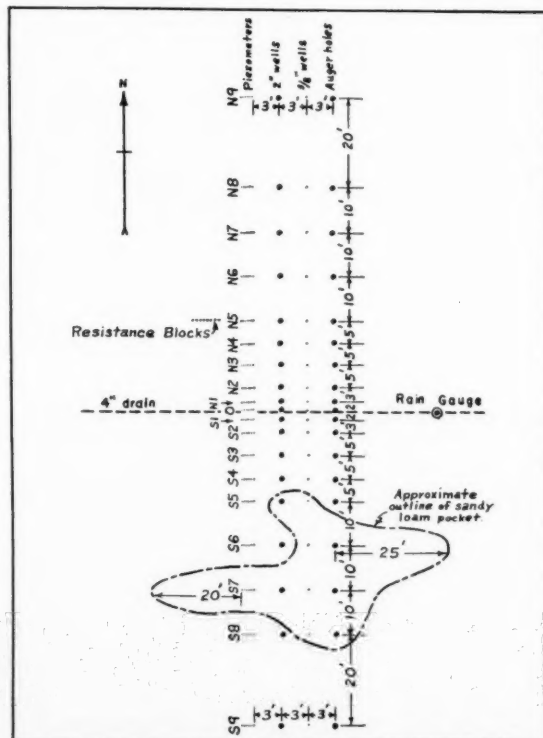 Piezometers
2" wells
5/8" wells
Auger holes
N
N9
3' 3' 3'
20'
N8
10'
N7
10'
N6
10'
Resistance Blocks
N5
5'
N4
5'
N3
5'
N2
3'
4" drain
N1
O
2'
2'
Rain Gauge
S1
S2
3'
S3
5'
S4
5'
S5
5'
Approximate
outline of sandy
loam pocket.
10'
S6
25'
10'
20'
S7
10'
S8
20'
3' 3' 3'
S9